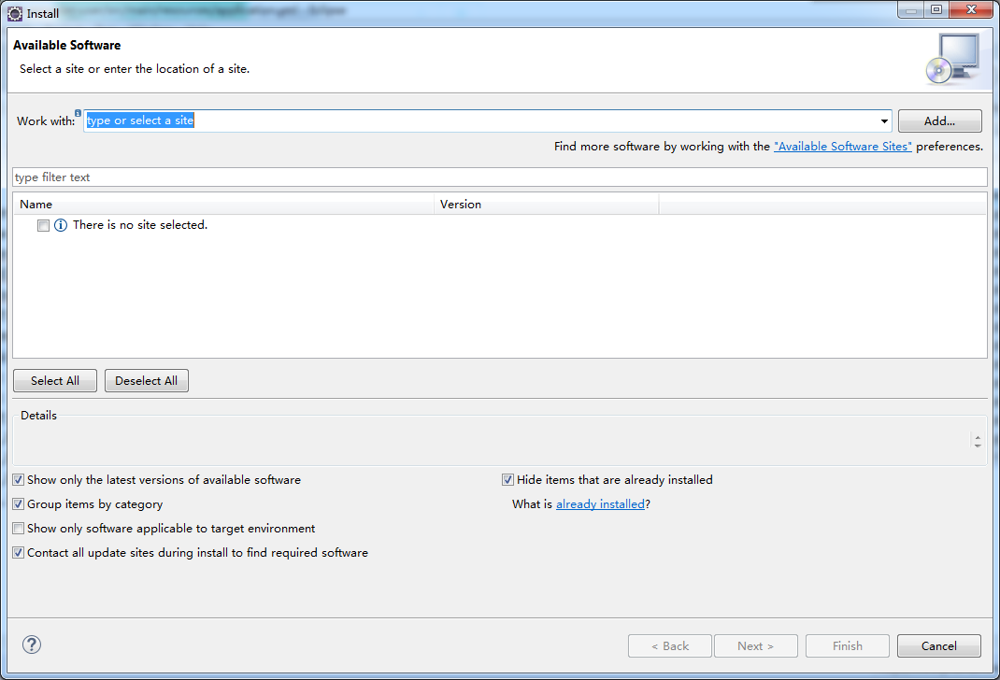 Install
Available Software
Select a site or enter the location of a site.
Work with:
type or select a site
Add...
Find more software by working with the "Available Software Sites" preferences.
type filter text
Name Version
There is no site selected.
Select All Deselect All
Details
Show only the latest versions of available software
Hide items that are already installed
Group items by category
What is already installed?
Show only software applicable to target environment
Contact all update sites during install to find required software
? < Back Next > Finish Cancel